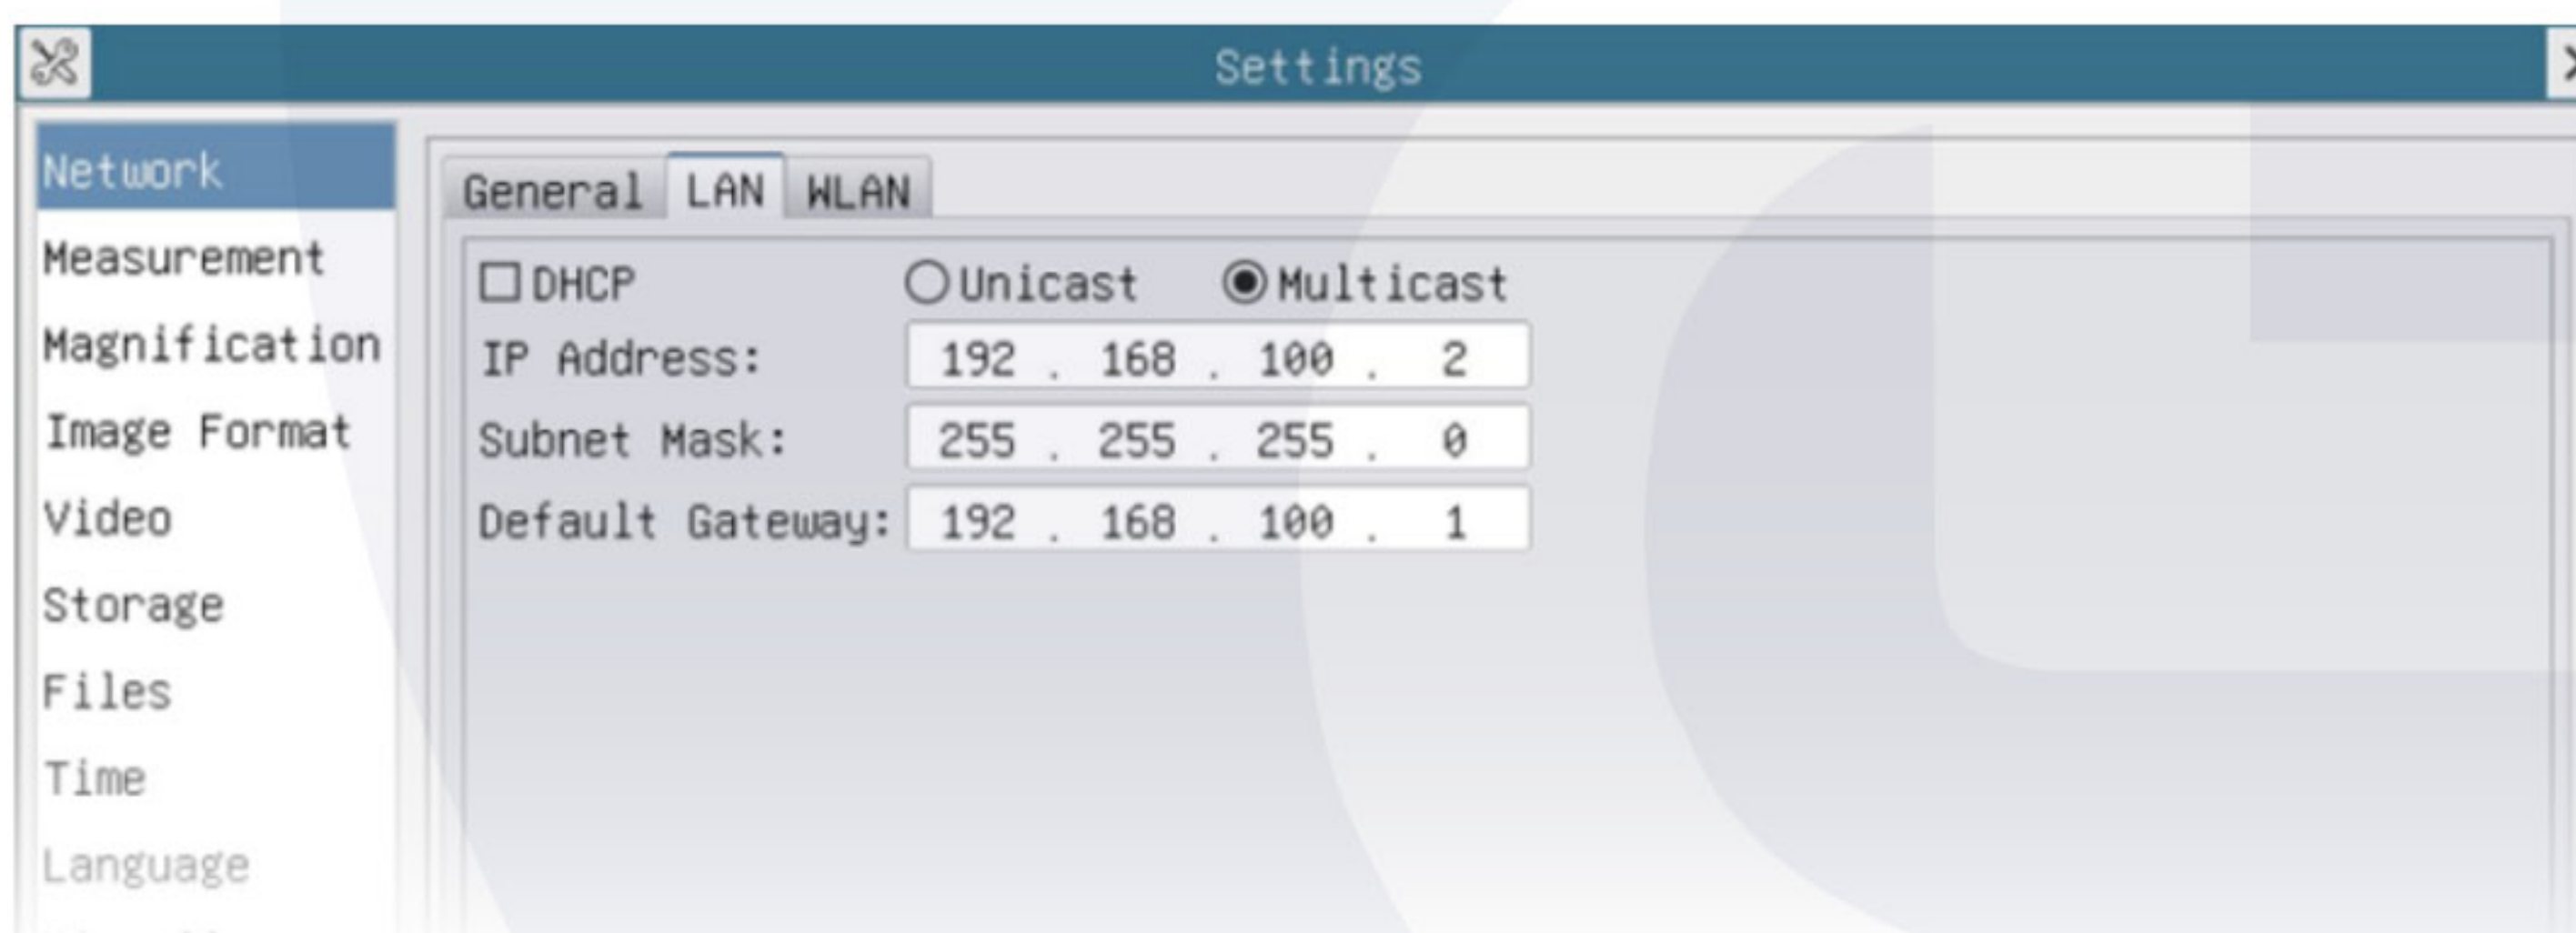 Settings
Network
Measurement
Magnification
Image Format
Video
Storage
Files
Time
Language
General LAN WLAN
DHCP Unicast Multicast
IP Address: 192 . 168 . 100 . 2
Subnet Mask: 255 . 255 . 255 . 0
Default Gateway: 192 . 168 . 100 . 1